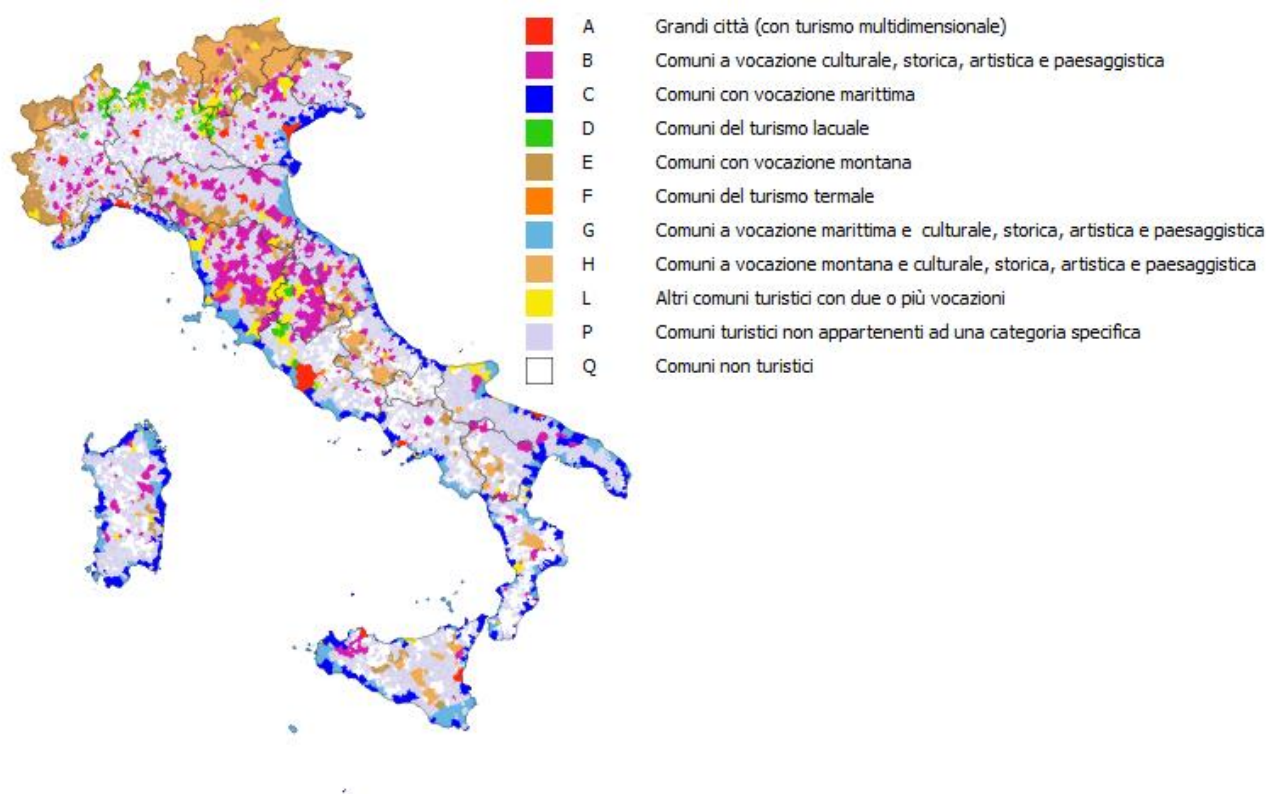 A Grandi città (con turismo multidimensionale)
B Comuni a vocazione culturale, storica, artistica e paesaggistica
C Comuni con vocazione marittima
D Comuni del turismo lacuale
E Comuni con vocazione montana
F Comuni del turismo termale
G Comuni a vocazione marittima e culturale, storica, artistica e paesaggistica
H Comuni a vocazione montana e culturale, storica, artistica e paesaggistica
L Altri comuni turistici con due o più vocazioni
P Comuni turistici non appartenenti ad una categoria specifica
Q Comuni non turistici